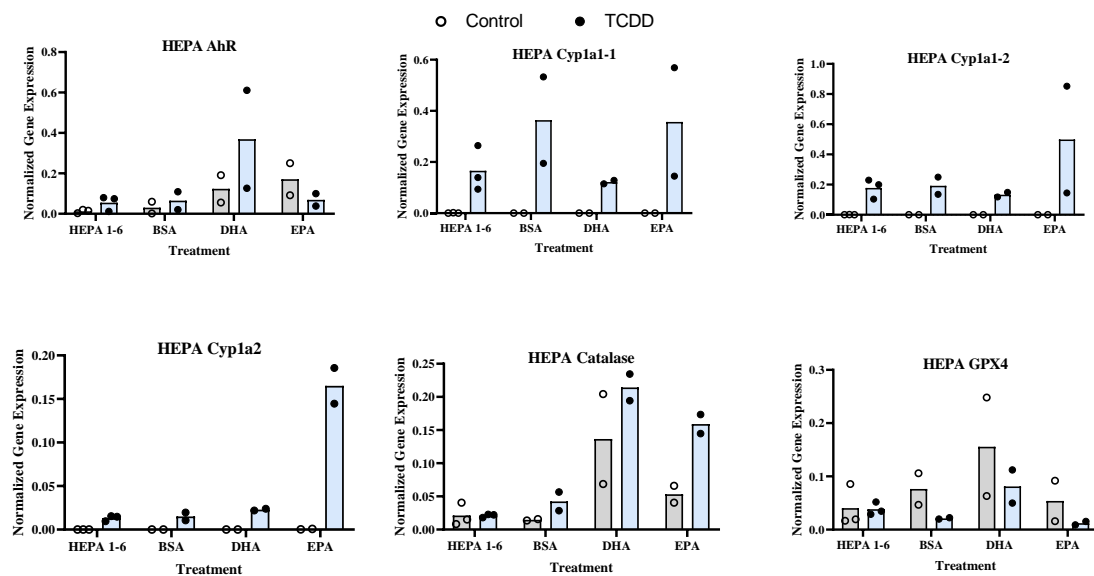 Control TCDD
HEPA AhR
Normalized Gene Expression
0.8
0.6
0.4
0.2
0.0
HEPA 1-6 BSA DHA EPA
Treatment
HEPA Cyp1a1-1
Normalized Gene Expression
0.6
0.4
0.2
0.0
HEPA 1-6 BSA DHA EPA
Treatment
HEPA Cyp1a1-2
Normalized Gene Expression
1.0
0.8
0.6
0.4
0.2
0.0
HEPA 1-6 BSA DHA EPA
Treatment
HEPA Cyp1a2
Normalized Gene Expression
0.20
0.15
0.10
0.05
0.00
HEPA 1-6 BSA DHA EPA
Treatment
HEPA Catalase
Normalized Gene Expression
0.25
0.20
0.15
0.10
0.05
0.00
HEPA 1-6 BSA DHA EPA
Treatment
HEPA GPX4
Normalized Gene Expression
0.3
0.2
0.1
0.0
HEPA 1-6 BSA DHA EPA
Treatment